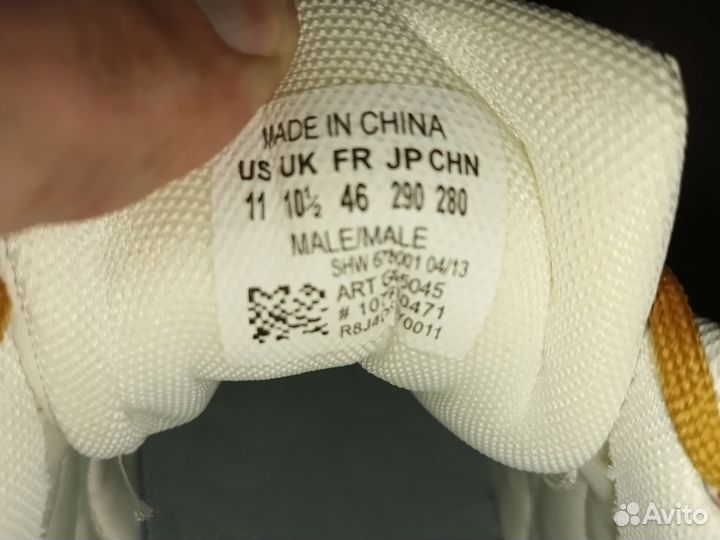 MADE IN CHINA
US UK FR JP CHN
11 10½ 46 290 280
MALE/MALE
SHW 04/13
ART
Avito